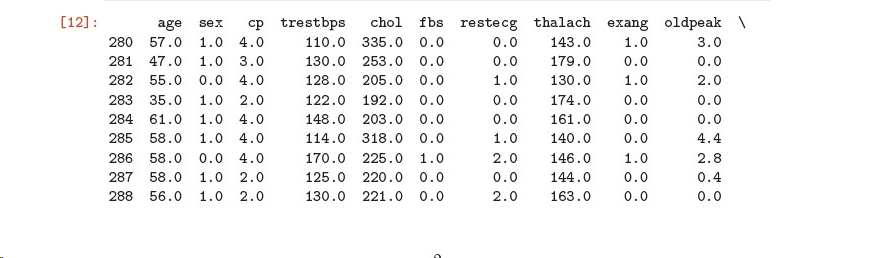 [12]: age sex cp trestbps chol fbs restecg thalach exang oldpeak \
280 57.0 1.0 4.0 110.0 335.0 0.0 0.0 143.0 1.0 3.0
281 47.0 1.0 3.0 130.0 253.0 0.0 0.0 179.0 0.0 0.0
282 55.0 0.0 4.0 128.0 205.0 0.0 1.0 130.0 1.0 2.0
283 35.0 1.0 2.0 122.0 192.0 0.0 0.0 174.0 0.0 0.0
284 61.0 1.0 4.0 148.0 203.0 0.0 0.0 161.0 0.0 0.0
285 58.0 1.0 4.0 114.0 318.0 0.0 1.0 140.0 0.0 4.4
286 58.0 0.0 4.0 170.0 225.0 1.0 2.0 146.0 1.0 2.8
287 58.0 1.0 2.0 125.0 220.0 0.0 0.0 144.0 0.0 0.4
288 56.0 1.0 2.0 130.0 221.0 0.0 2.0 163.0 0.0 0.0